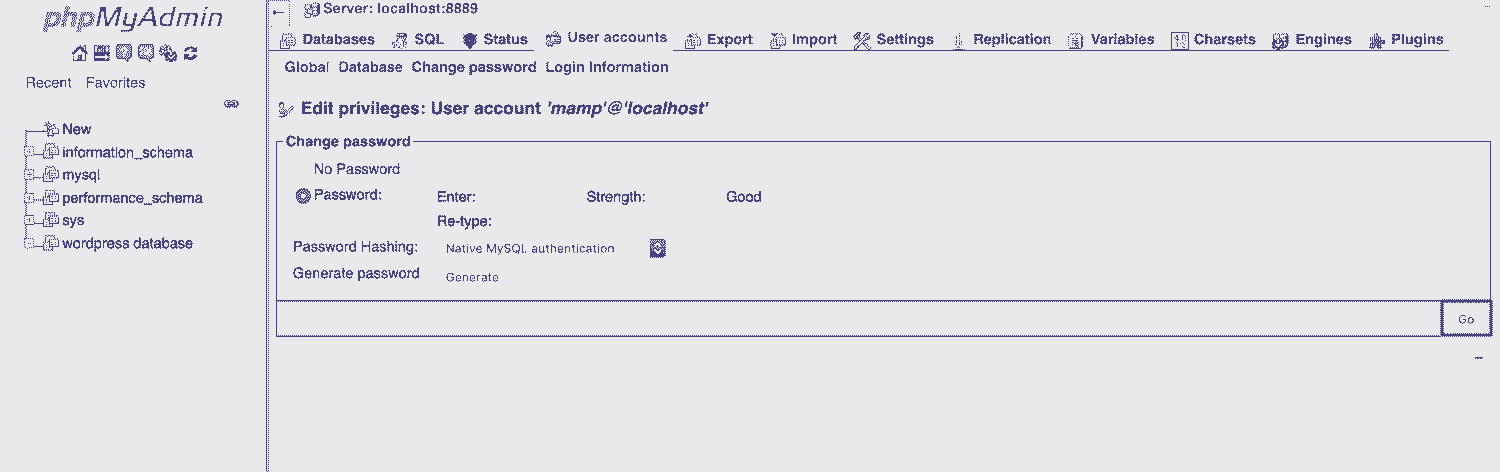 phpMyAdmin
Recent Favorites
New
information_schema
mysql
performance_schema
sys
wordpress database
Server: localhost:8889
Databases SQL Status User accounts Export Import Settings Replication Variables Charsets Engines Plugins
Global Database Change password Login Information
Edit privileges: User account 'mamp'@'localhost'
Change password
No Password
Password: Enter: Strength: Good
Re-type:
Password Hashing: Native MySQL authentication
Generate password Generate
Go